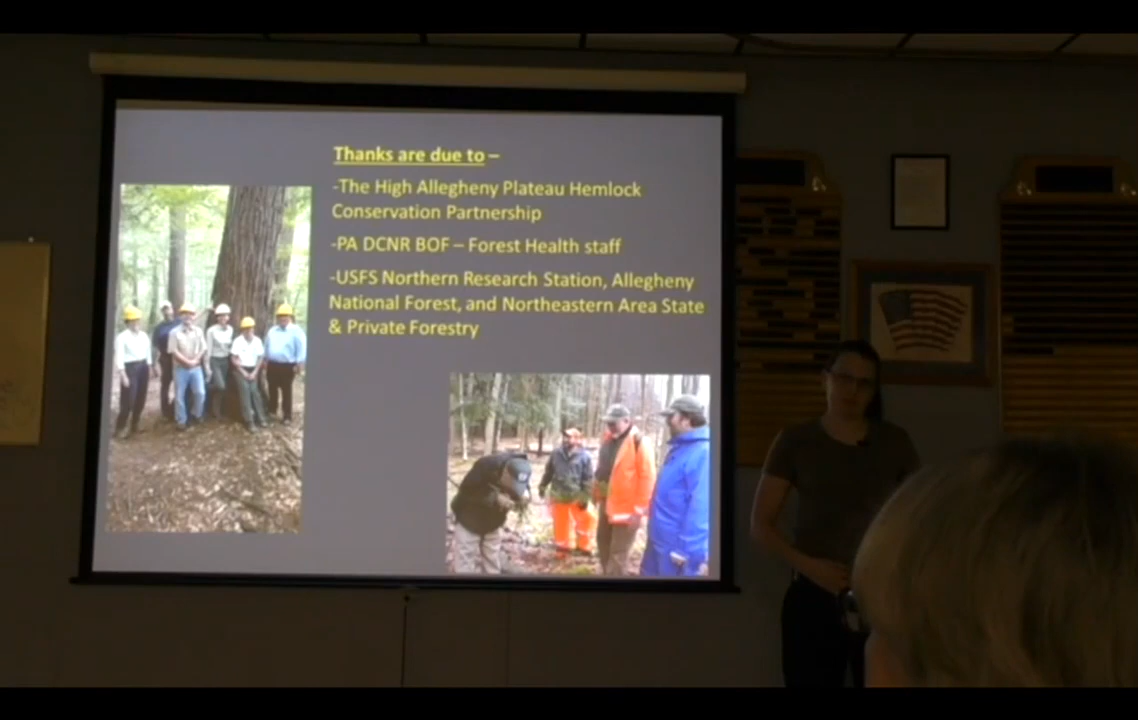 Thanks are due to –
-The High Allegheny Plateau Hemlock
Conservation Partnership
-PA DCNR BOF – Forest Health staff
-USFS Northern Research Station, Allegheny
National Forest, and Northeastern Area State
& Private Forestry